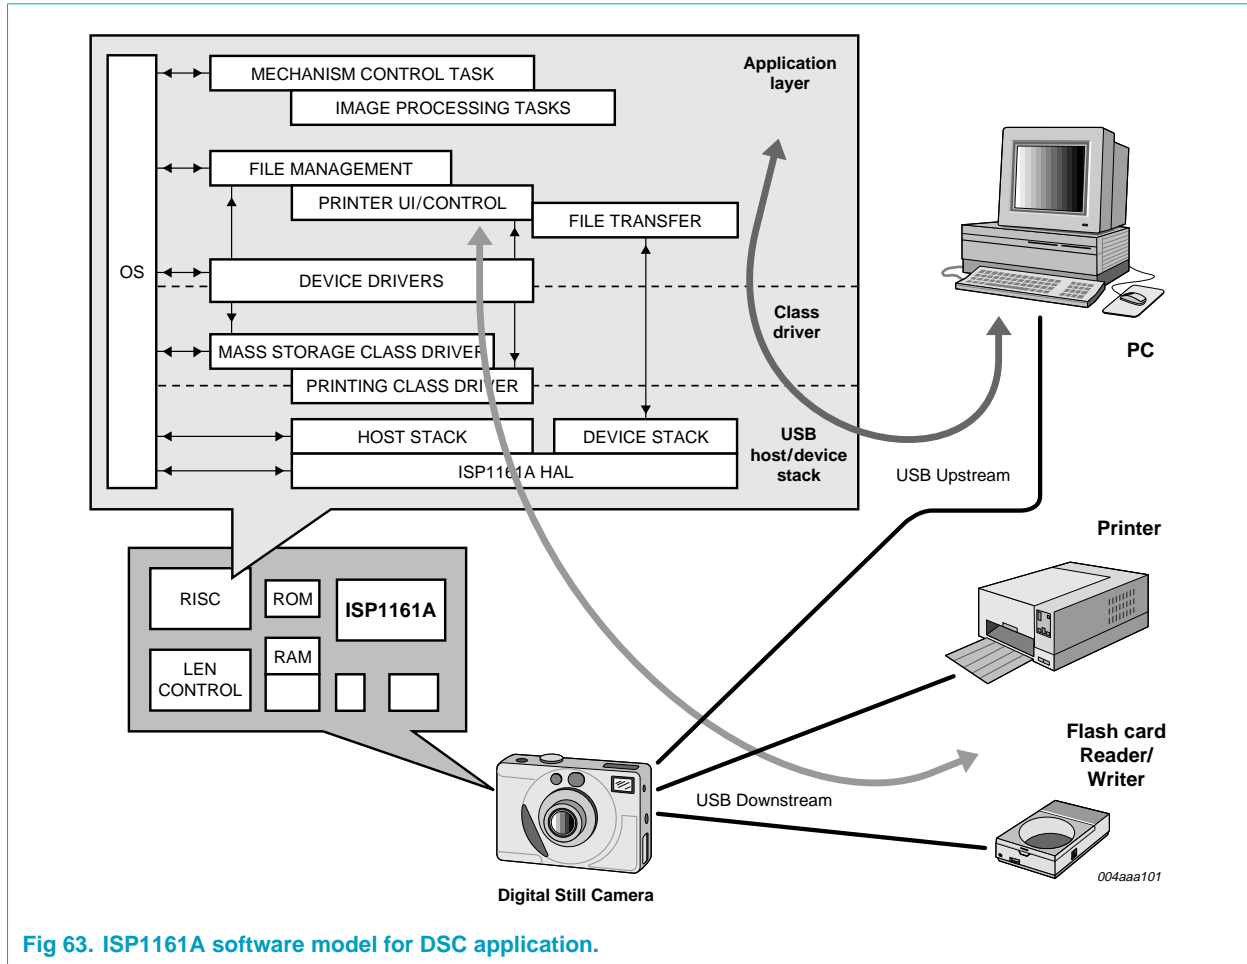 MECHANISM CONTROL TASK
IMAGE PROCESSING TASKS
Application
layer
FILE MANAGEMENT
PRINTER UI/CONTROL
FILE TRANSFER
OS
DEVICE DRIVERS
Class
driver
MASS STORAGE CLASS DRIVER
PRINTING CLASS DRIVER
HOST STACK
DEVICE STACK
USB
host/device
stack
ISP1161A HAL
PC
USB Upstream
RISC
ROM
ISP1161A
LEN
CONTROL
RAM
Printer
Flash card
Reader/
Writer
USB Downstream
Digital Still Camera
004aaa101
Fig 63. ISP1161A software model for DSC application.